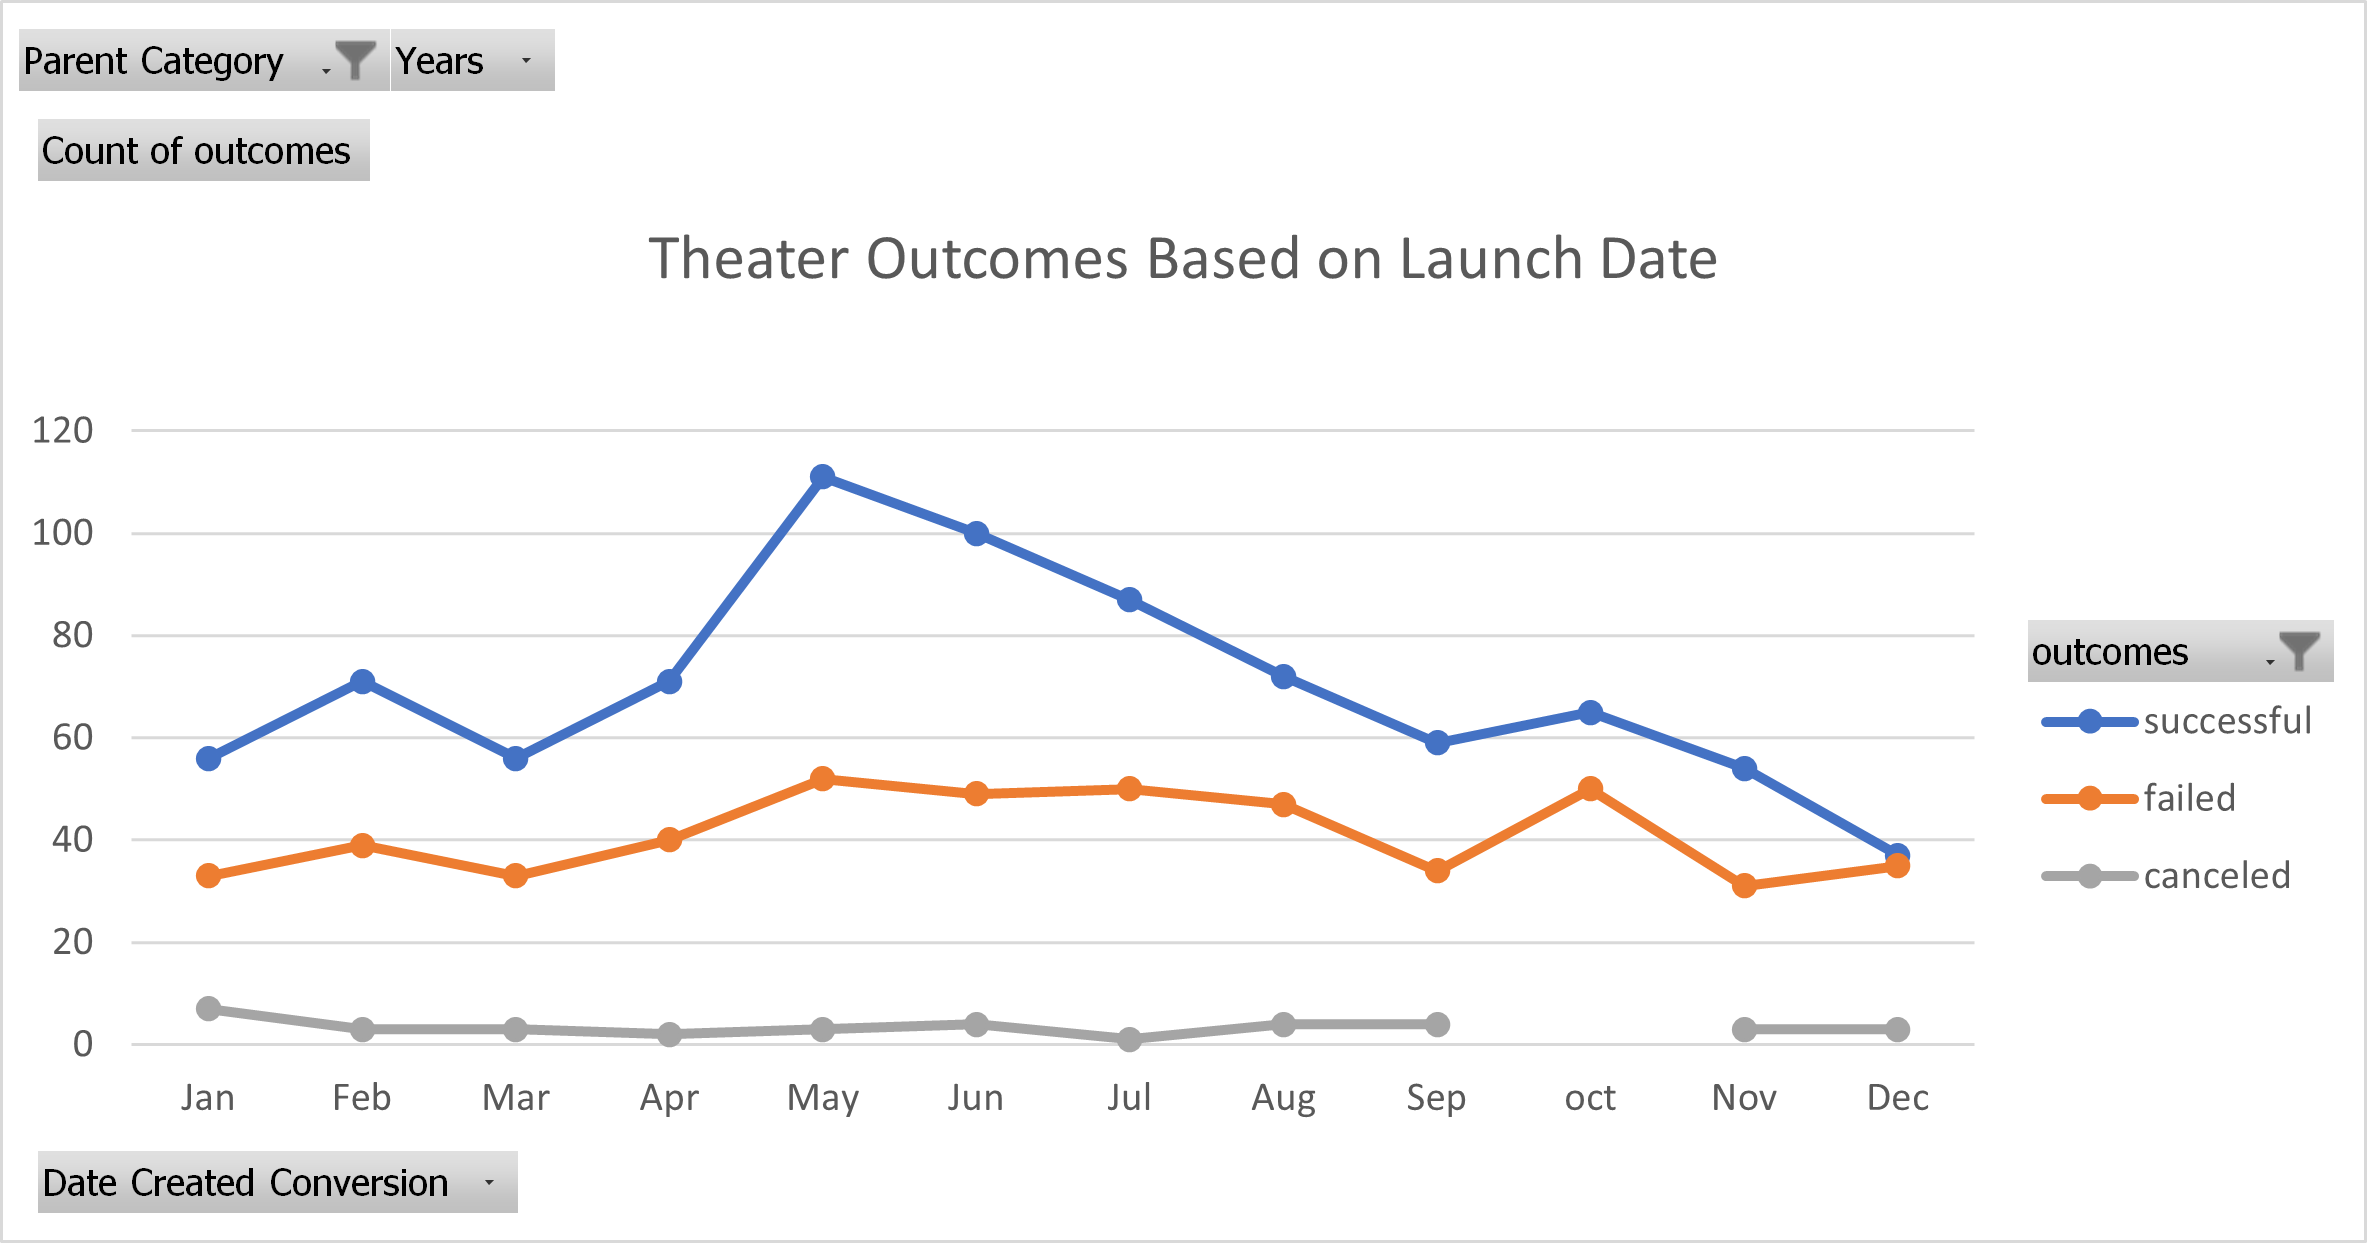 Parent Category Years
Count of outcomes
Theater Outcomes Based on Launch Date
120
100
80
60
40
20
0
Jan Feb Mar Apr May Jun Jul Aug Sep oct Nov Dec
outcomes
successful
failed
canceled
Date Created Conversion